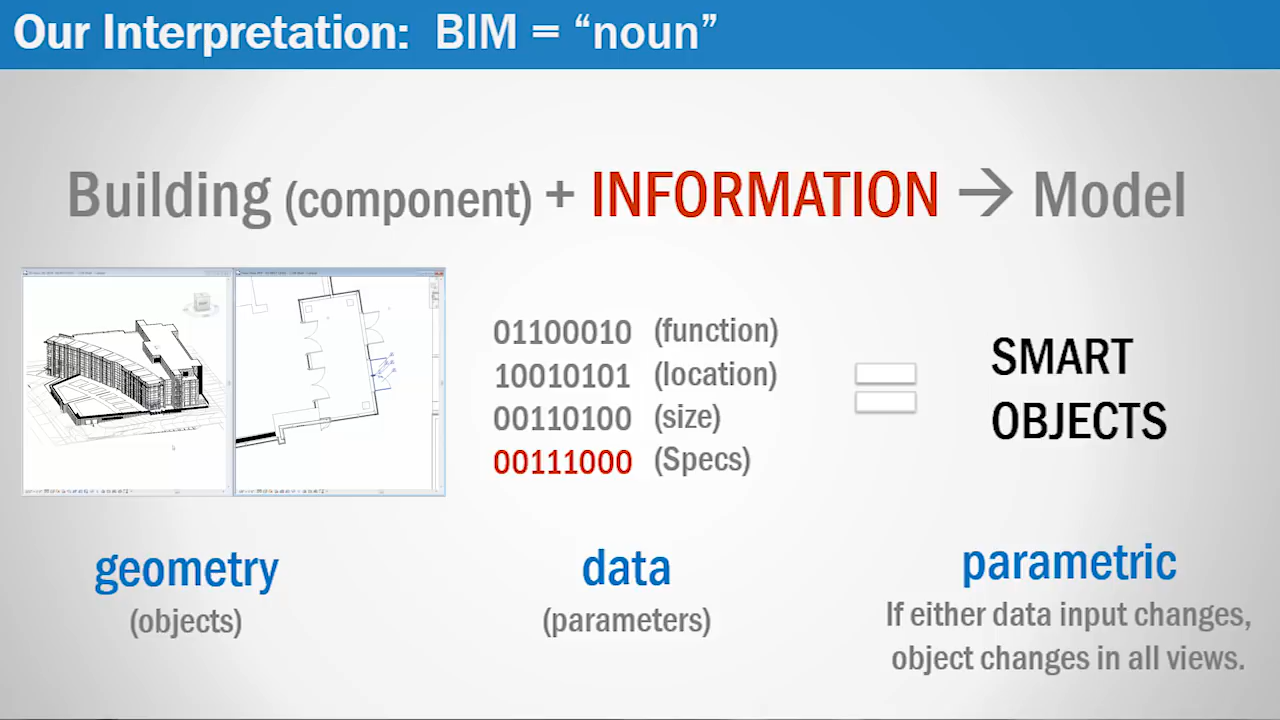 Our Interpretation: BIM = “noun”
Building (component) + INFORMATION → Model
01100010 (function)
10010101 (location)
00110100 (size)
00111000 (Specs)
SMART
OBJECTS
geometry
(objects)
data
(parameters)
parametric
If either data input changes,
object changes in all views.